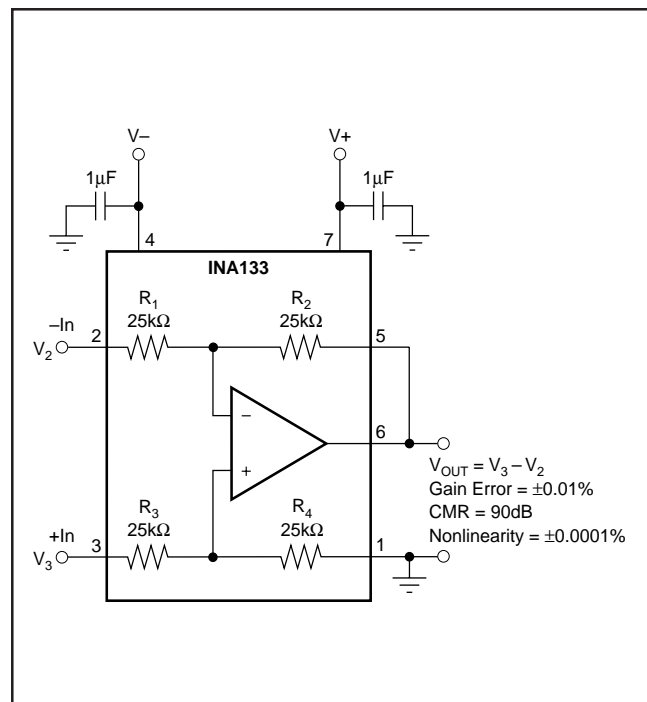 V– V+
1µF 1µF
4 7
INA133
R1 R2
25kΩ 25kΩ
–In
2 5
V2
–
6
+
VOUT = V3 – V2
Gain Error = ±0.01%
CMR = 90dB
Nonlinearity = ±0.0001%
R3 R4
25kΩ 25kΩ
+In
3 1
V3